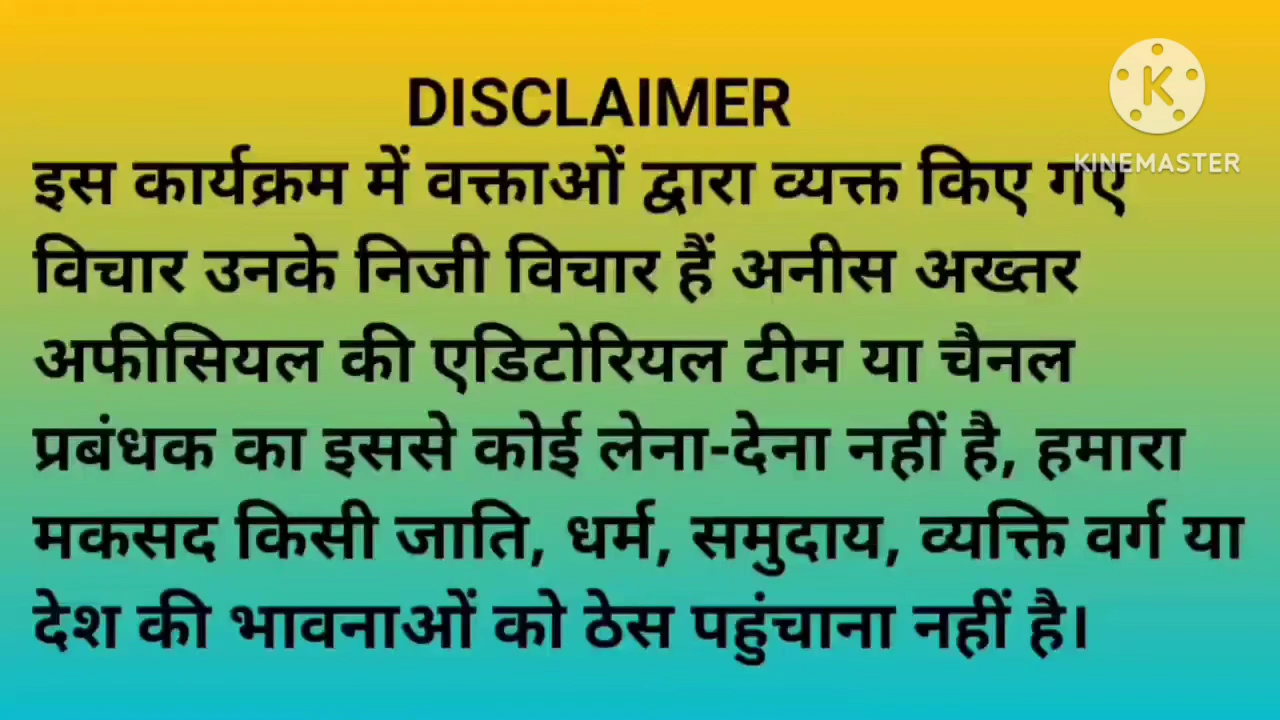 DISCLAIMER
इस कार्यक्रम में वक्ताओं द्वारा व्यक्त किए गए
विचार उनके निजी विचार हैं अनीस अख्तर
अफीसियल की एडिटोरियल टीम या चैनल
प्रबंधक का इससे कोई लेना-देना नहीं है, हमारा
मकसद किसी जाति, धर्म, समुदाय, व्यक्ति वर्ग या
देश की भावनाओं को ठेस पहुंचाना नहीं है।
K
KINEMASTER